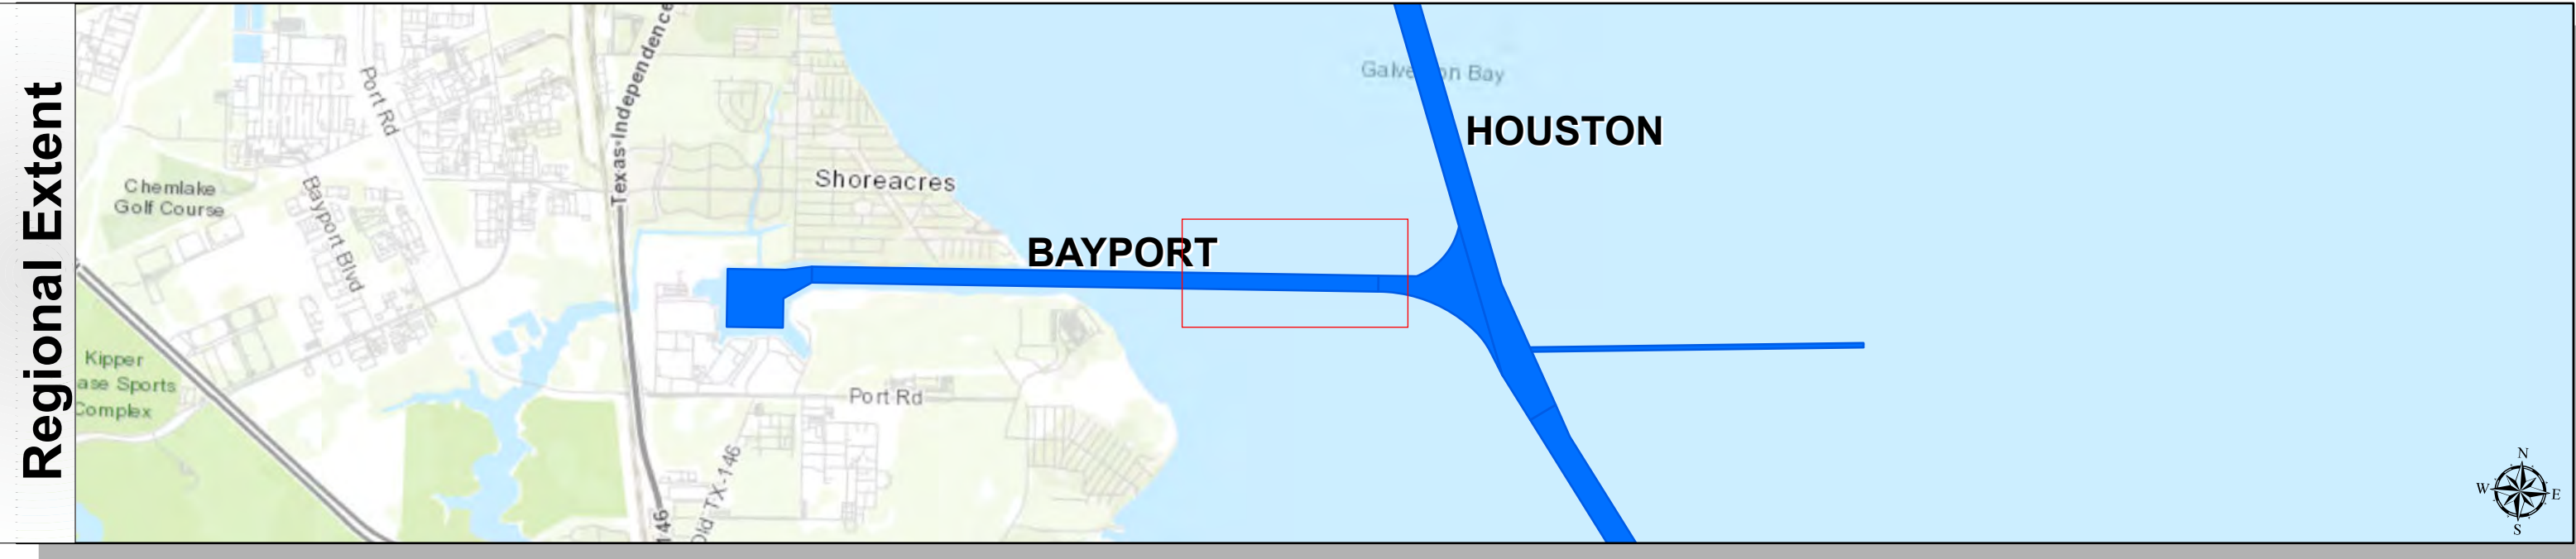 Regional Extent
Port Rd
Texas Independence
Galve on Bay
HOUSTON
Chemlake
Golf Course
Bayport Blvd
Shoreacres
BAYPORT
Kipper
ase Sports
Complex
Port Rd
146
Old TX-146
N
W
E
S